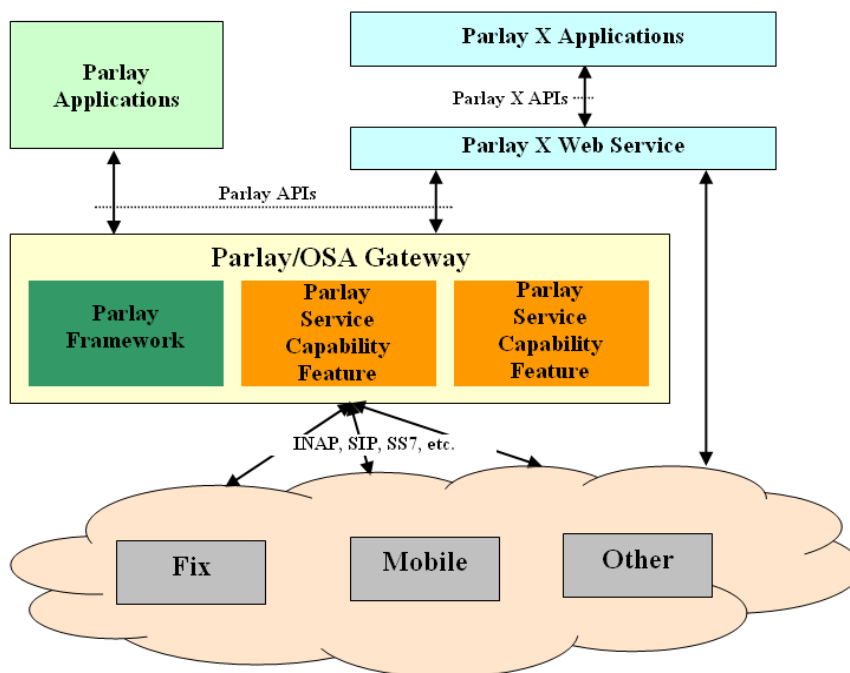 Parlay
Applications
Parlay X Applications
Parlay X APIs
Parlay X Web Service
Parlay APIs
Parlay/OSA Gateway
Parlay
Framework
Parlay
Service
Capability
Feature
Parlay
Service
Capability
Feature
INAP, SIP, SS7, etc.
Fix
Mobile
Other